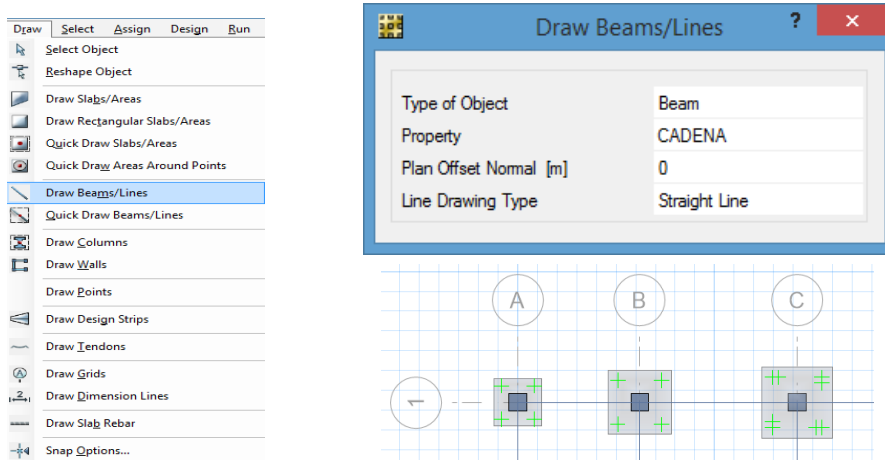 Draw Select Assign Design Run
Select Object
Reshape Object
Draw Slabs/Areas
Draw Rectangular Slabs/Areas
Quick Draw Slabs/Areas
Quick Draw Areas Around Points
Draw Beams/Lines
Quick Draw Beams/Lines
Draw Columns
Draw Walls
Draw Points
Draw Design Strips
Draw Tendons
A
Draw Grids
2
Draw Dimension Lines
Draw Slab Rebar
Snap Options...
Draw Beams/Lines ? ×
Type of Object Beam
Property CADENA
Plan Offset Normal [m] 0
Line Drawing Type Straight Line
A B C
1